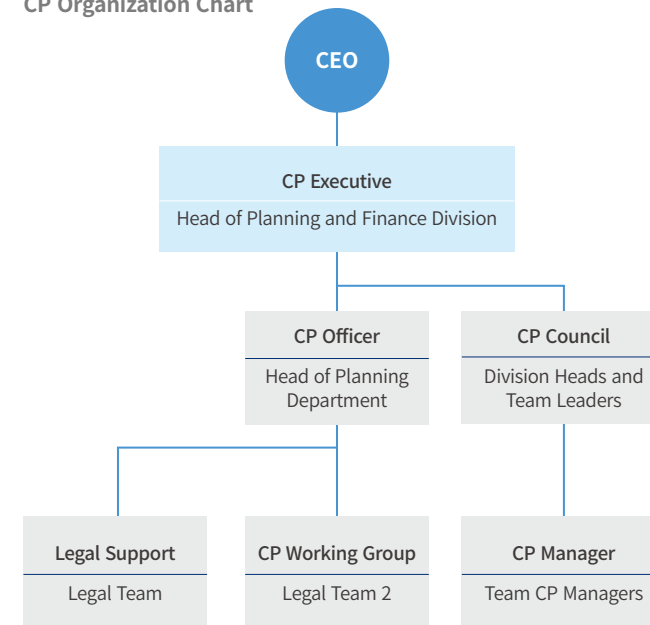 CP Organization Chart
CEO
CP Executive
Head of Planning and Finance Division
CP Officer
Head of Planning
Department
CP Council
Division Heads and
Team Leaders
Legal Support
Legal Team
CP Working Group
Legal Team 2
CP Manager
Team CP Managers